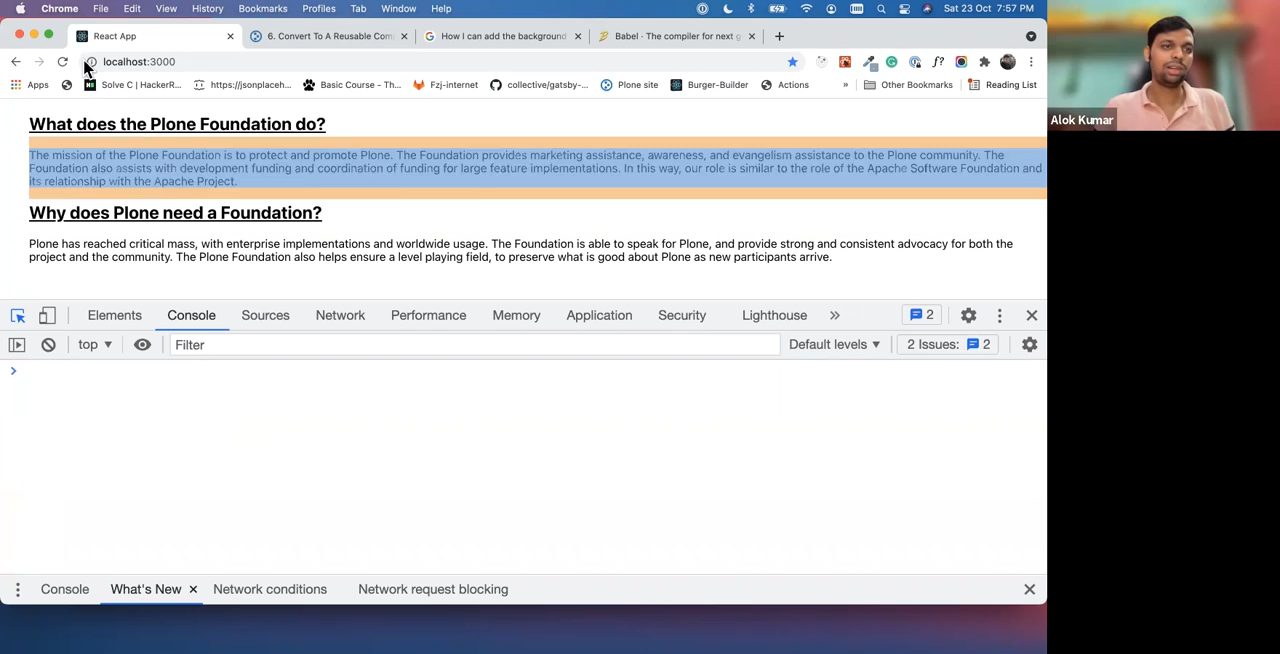 Chrome File Edit View History Bookmarks Profiles Tab Window Help Sat 23 Oct 7:57 PM
React App 6. Convert To A Reusable Com How I can add the background Babel - The compiler for next g
localhost:3000
Apps Solve C | HackerR... https://jsonplaceh... Basic Course - Th... Fzj-internet collective/gatsby-... Plone site Burger-Builder Actions » Other Bookmarks Reading List
What does the Plone Foundation do?
The mission of the Plone Foundation is to protect and promote Plone. The Foundation provides marketing assistance, awareness, and evangelism assistance to the Plone community. The
Foundation also assists with development funding and coordination of funding for large feature implementations. In this way, our role is similar to the role of the Apache Software Foundation and
its relationship with the Apache Project.
Why does Plone need a Foundation?
Plone has reached critical mass, with enterprise implementations and worldwide usage. The Foundation is able to speak for Plone, and provide strong and consistent advocacy for both the
project and the community. The Plone Foundation also helps ensure a level playing field, to preserve what is good about Plone as new participants arrive.
Elements Console Sources Network Performance Memory Application Security Lighthouse » 2
top Filter Default levels 2 Issues: 2
Console What's New Network conditions Network request blocking
Alok Kumar